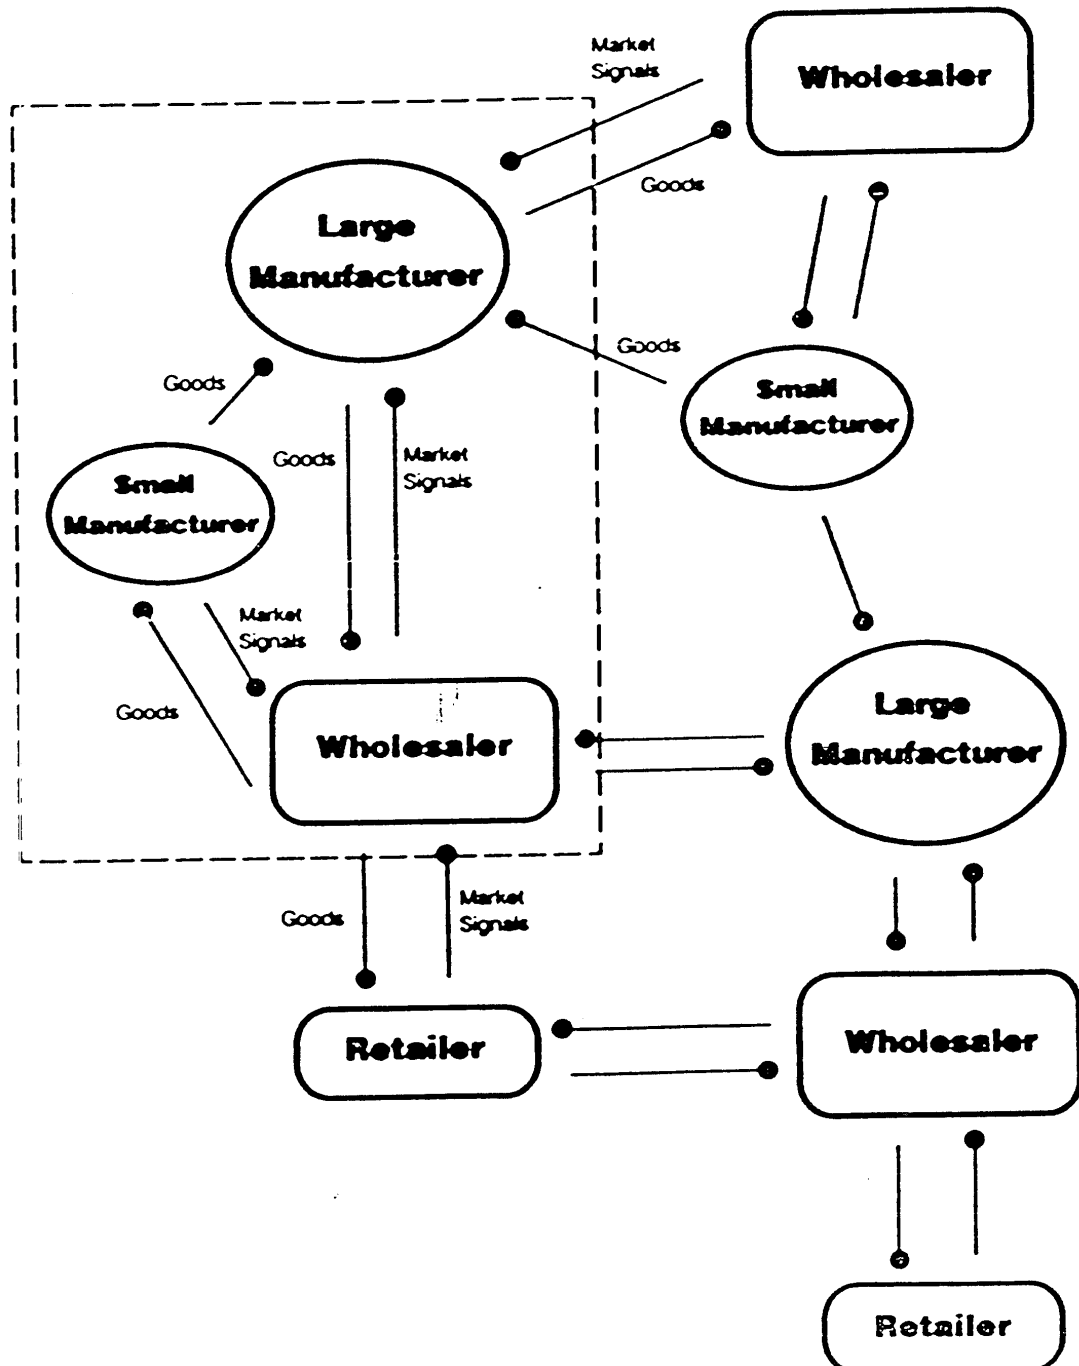 Market
Signals
Wholesaler
Goods
Large
Manufacturer
Goods
Small
Manufacturer
Goods
Goods
Market
Signals
Small
Manufacturer
Market
Signals
Goods
Large
Manufacturer
Wholesaler
Goods
Market
Signals
Retailer
Wholesaler
Retailer